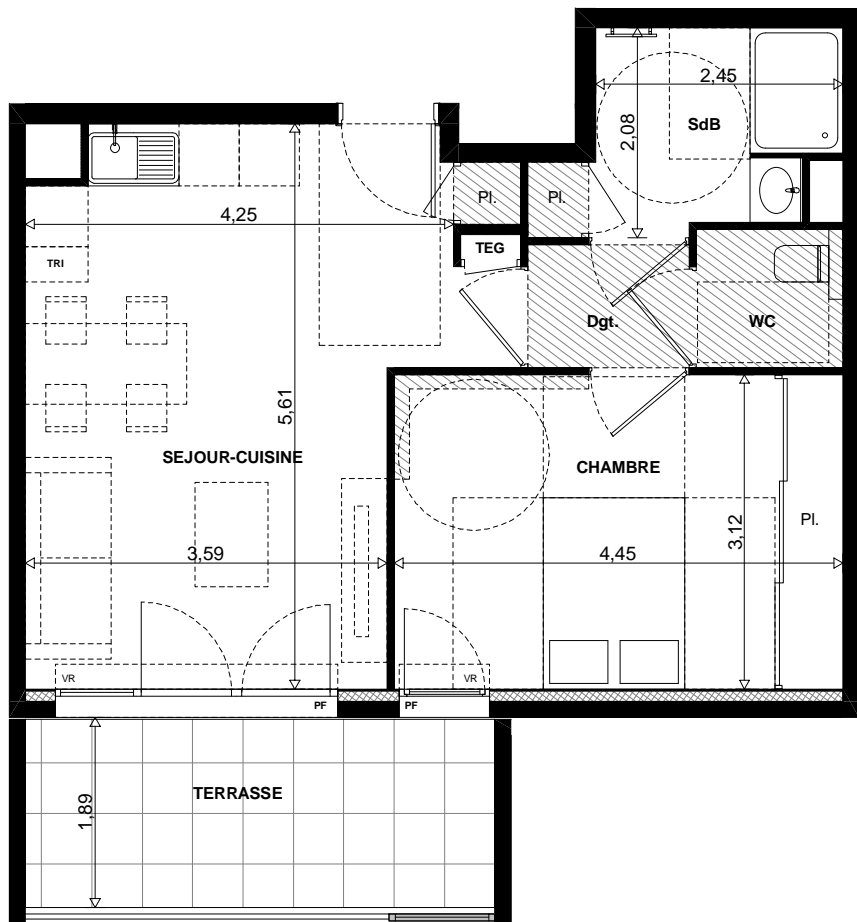 2,45
2,08
SdB
Pl.
Pl.
4,25
TRI
TEG
Dgt.
WC
5,61
SEJOUR-CUISINE
CHAMBRE
3,12
Pl.
3,59
4,45
VR
VR
PF
PF
TERRASSE
1,89